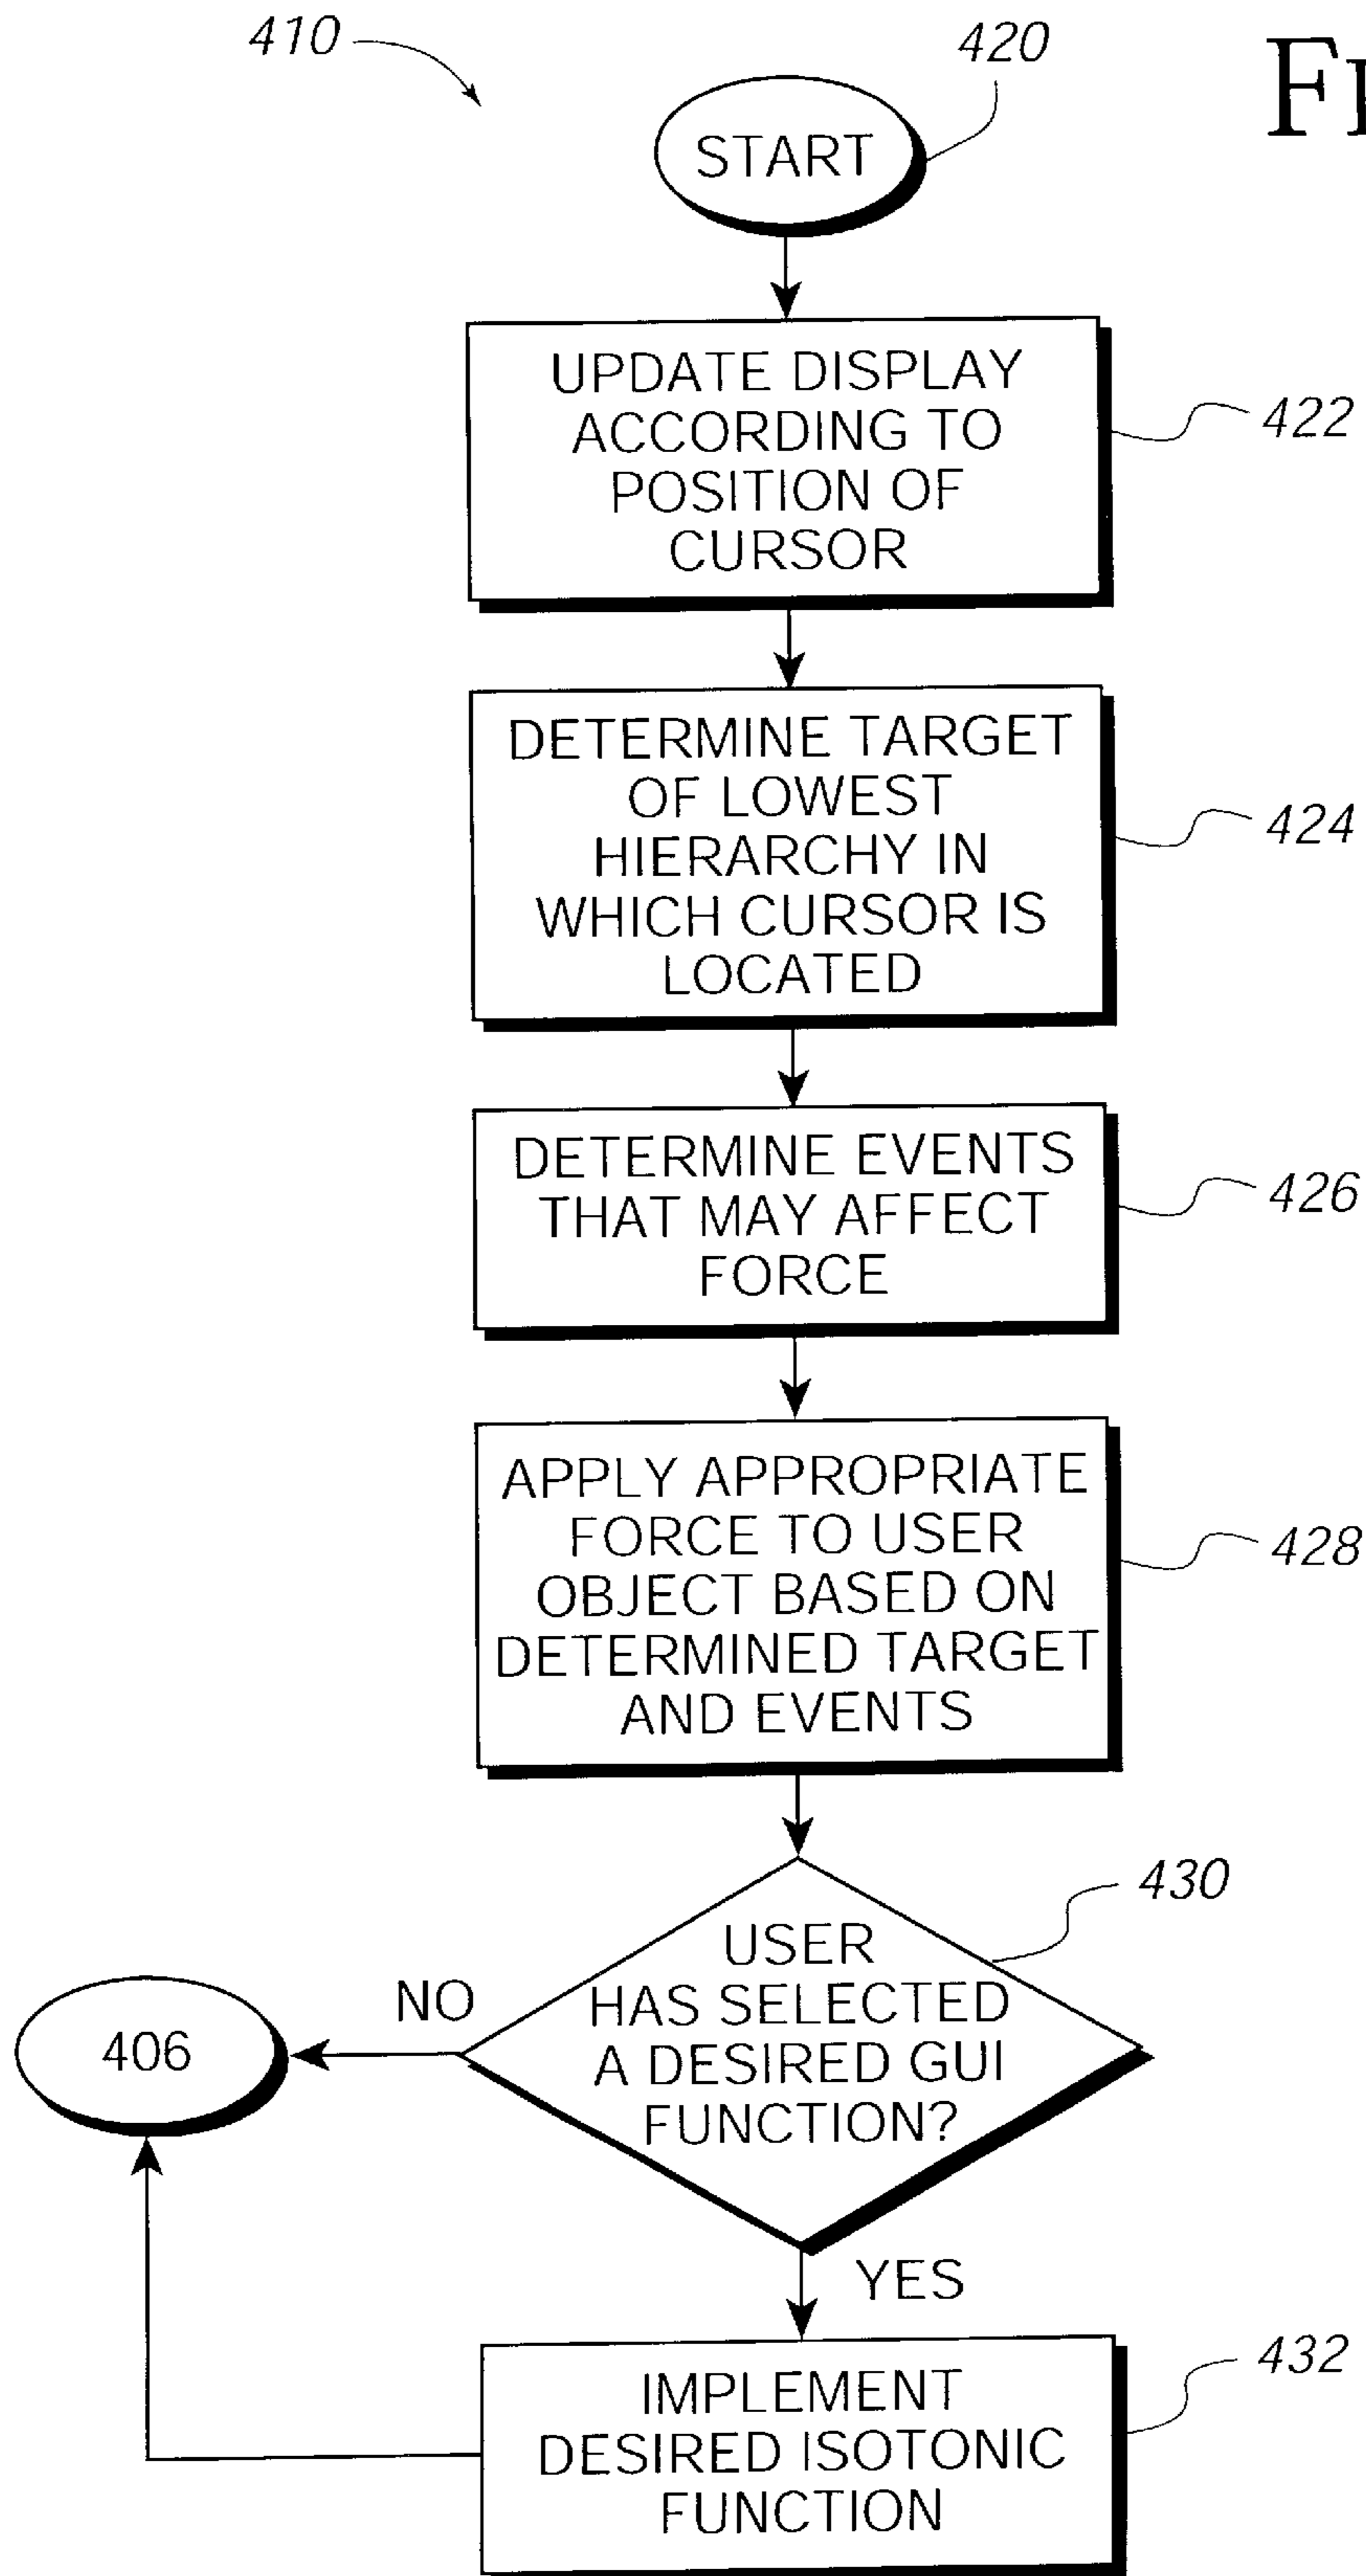 410
420
START
UPDATE DISPLAY
ACCORDING TO
POSITION OF
CURSOR
422
DETERMINE TARGET
OF LOWEST
HIERARCHY IN
WHICH CURSOR IS
LOCATED
424
DETERMINE EVENTS
THAT MAY AFFECT
FORCE
426
APPLY APPROPRIATE
FORCE TO USER
OBJECT BASED ON
DETERMINED TARGET
AND EVENTS
428
430
USER
HAS SELECTED
A DESIRED GUI
FUNCTION?
NO
406
YES
IMPLEMENT
DESIRED ISOTONIC
FUNCTION
432